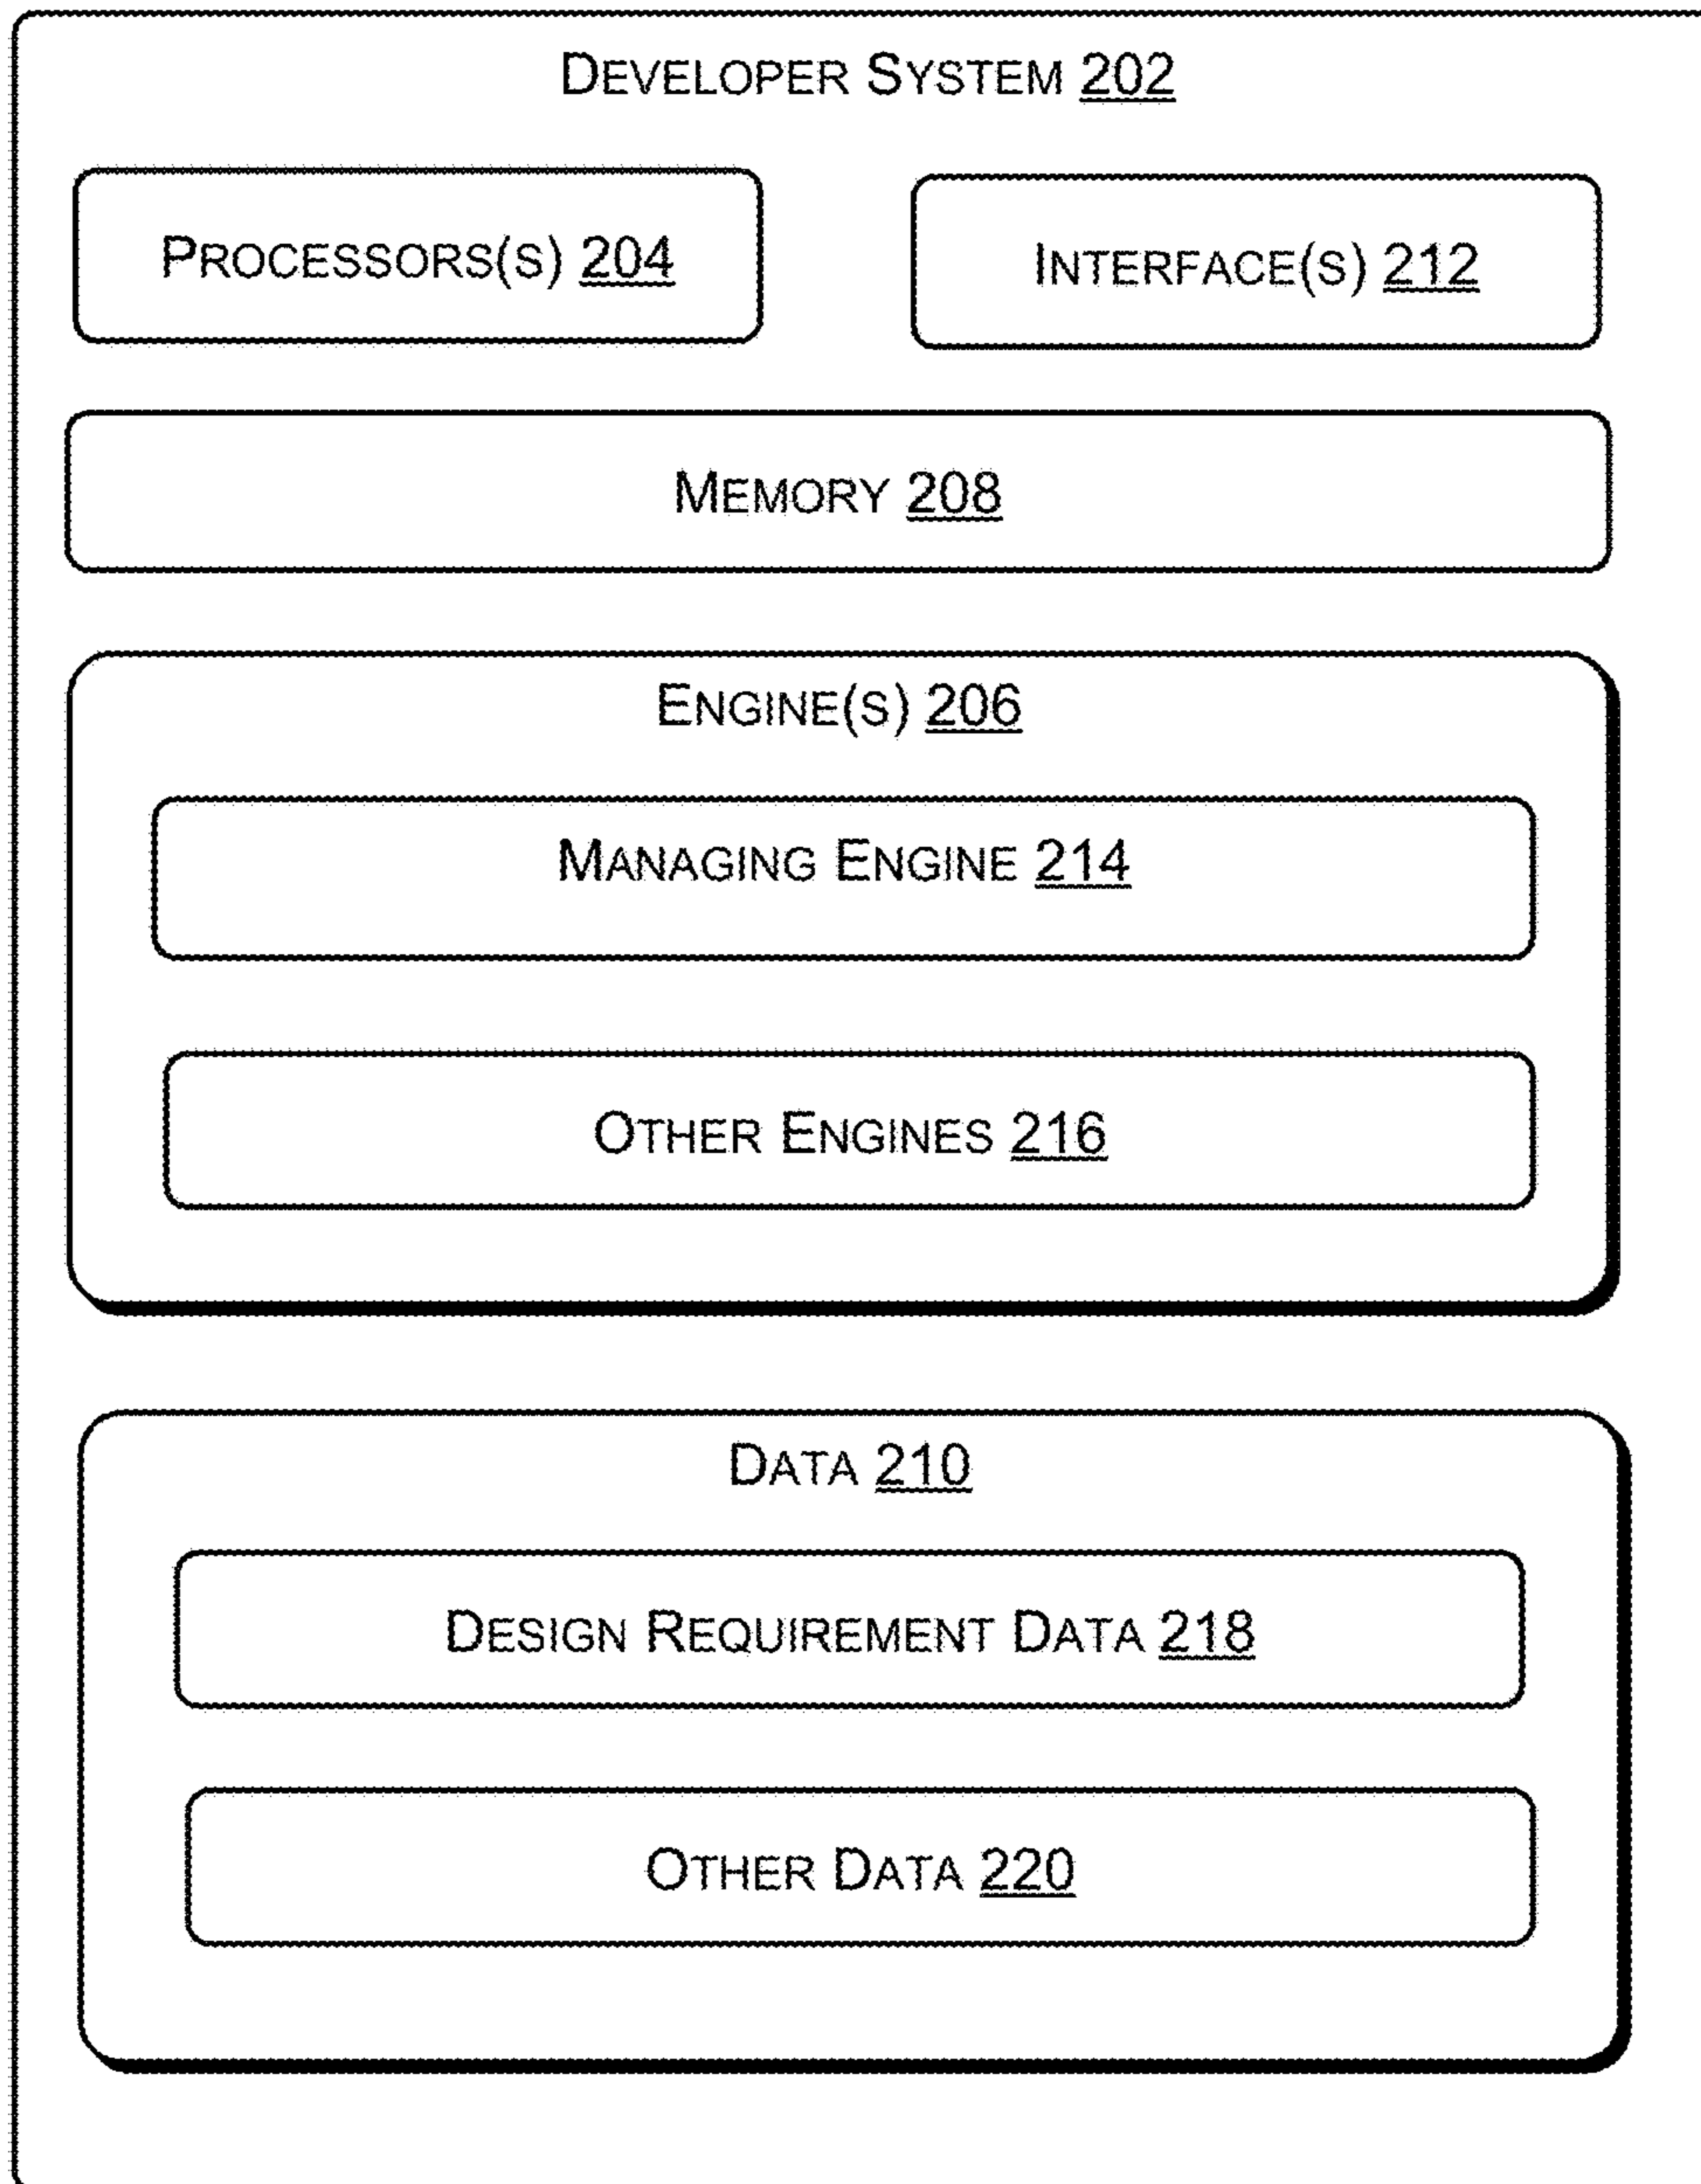 DEVELOPER SYSTEM 202
PROCESSORS(S) 204
INTERFACE(S) 212
MEMORY 208
ENGINE(S) 206
MANAGING ENGINE 214
OTHER ENGINES 216
DATA 210
DESIGN REQUIREMENT DATA 218
OTHER DATA 220